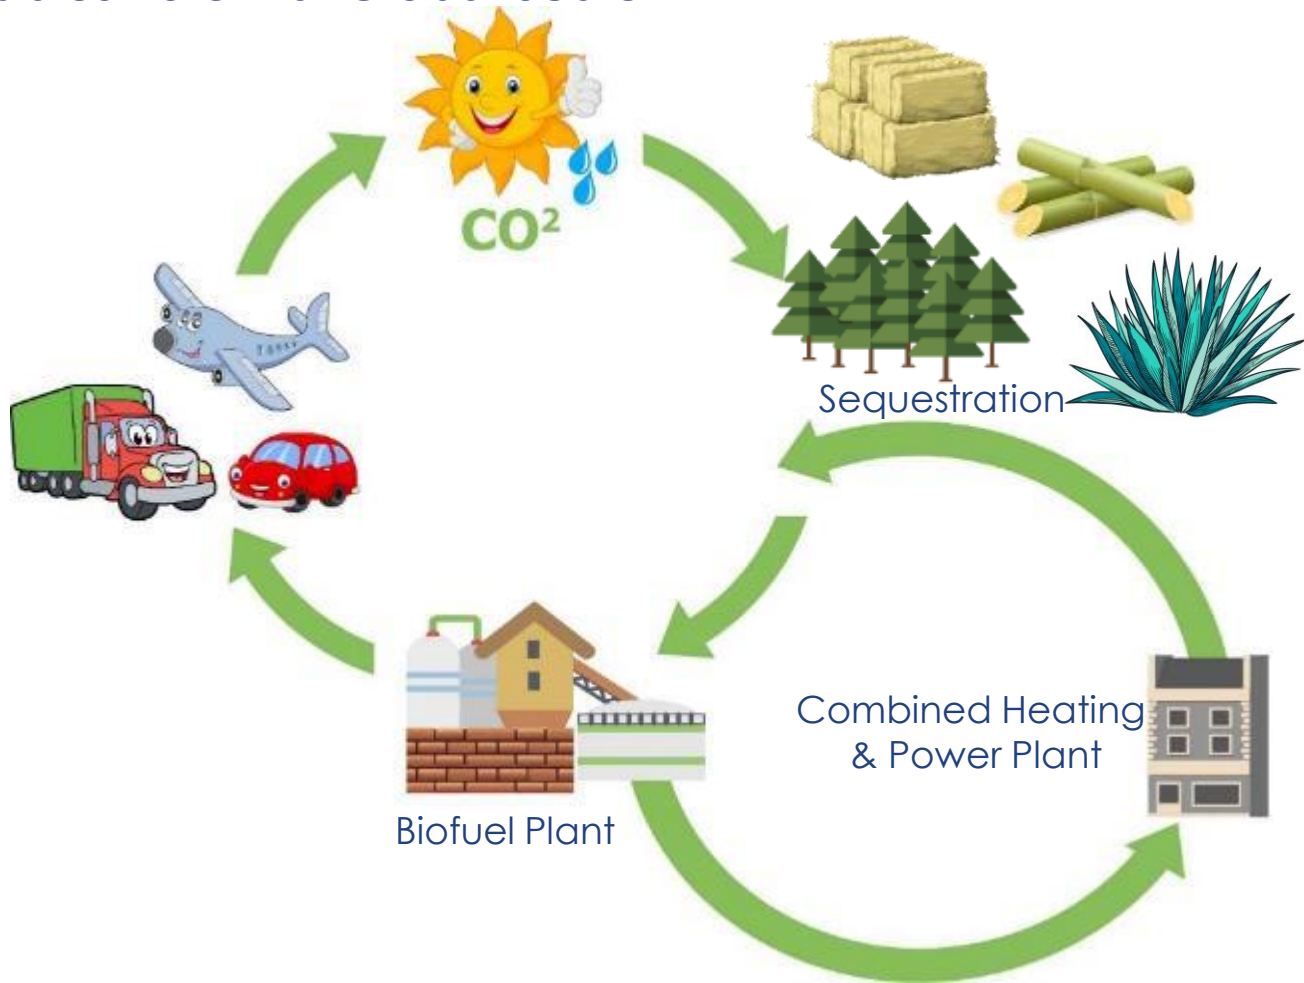 CO²
Sequestration
Combined Heating
& Power Plant
Biofuel Plant